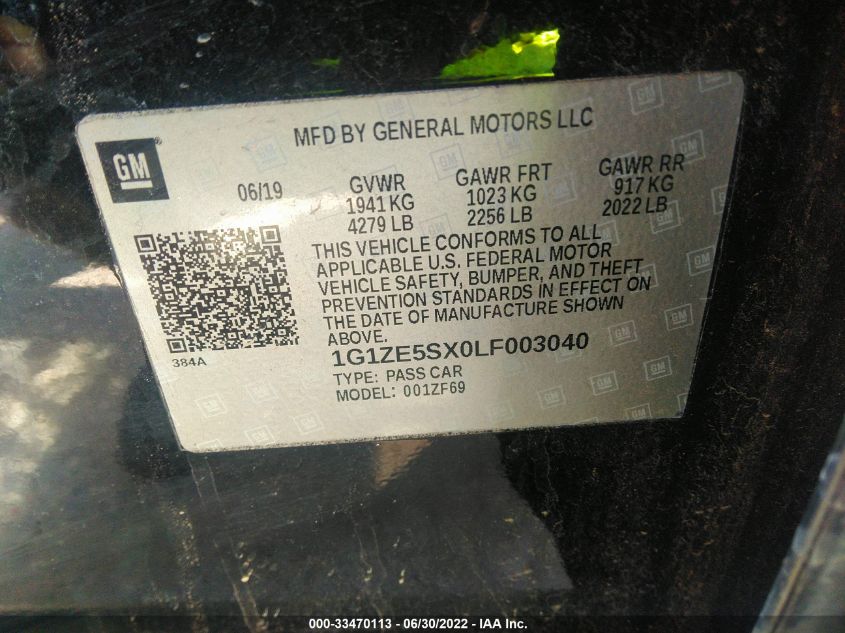 MFD BY GENERAL MOTORS LLC
GM
06/19 GVWR GAWR FRT GAWR RR
1941 KG 1023 KG 917 KG
4279 LB 2256 LB 2022 LB
THIS VEHICLE CONFORMS TO ALL
APPLICABLE U.S. FEDERAL MOTOR
VEHICLE SAFETY, BUMPER, AND THEFT
PREVENTION STANDARDS IN EFFECT ON
THE DATE OF MANUFACTURE SHOWN
ABOVE.
384A
1G1ZE5SX0LF003040
TYPE: PASS CAR
MODEL: 001ZF69
000-33470113 - 06/30/2022 - IAA Inc.